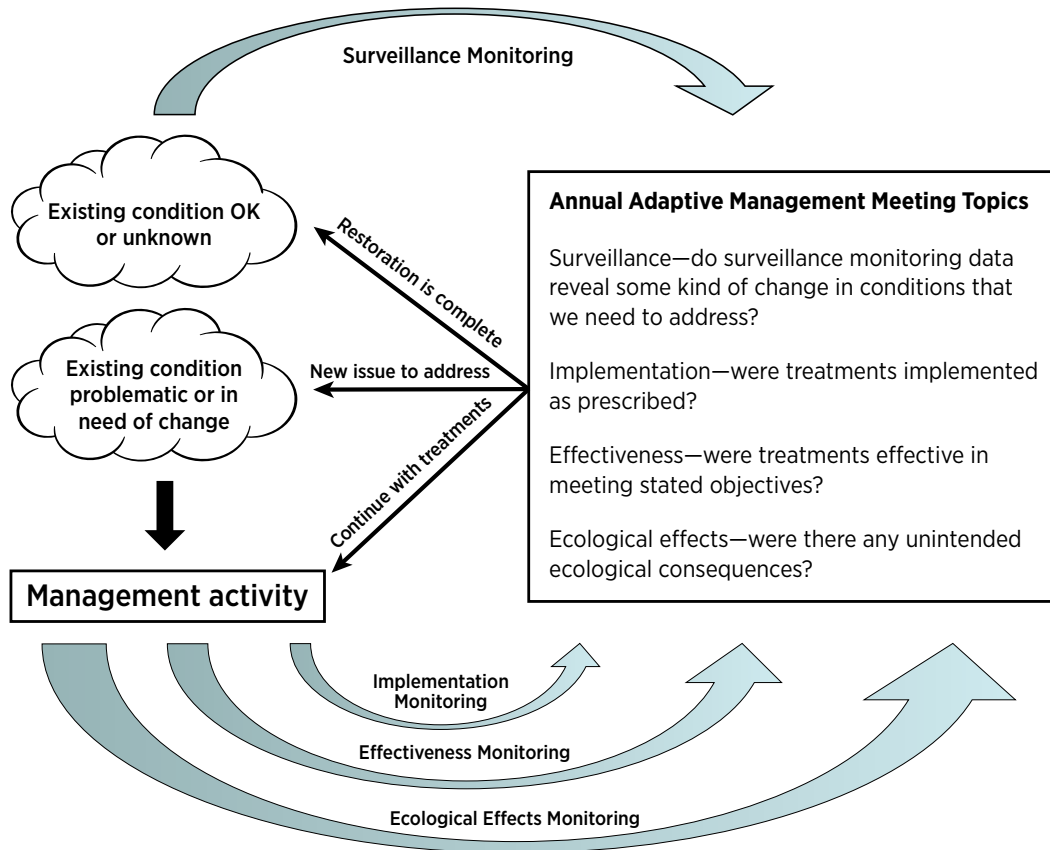 Surveillance Monitoring
Existing condition OK
or unknown
Existing condition
problematic or in
need of change
Management activity
Restoration is complete
New issue to address
Continue with treatments
Annual Adaptive Management Meeting Topics
Surveillance—do surveillance monitoring data
reveal some kind of change in conditions that
we need to address?
Implementation—were treatments implemented
as prescribed?
Effectiveness—were treatments effective in
meeting stated objectives?
Ecological effects—were there any unintended
ecological consequences?
Implementation
Monitoring
Effectiveness Monitoring
Ecological Effects Monitoring